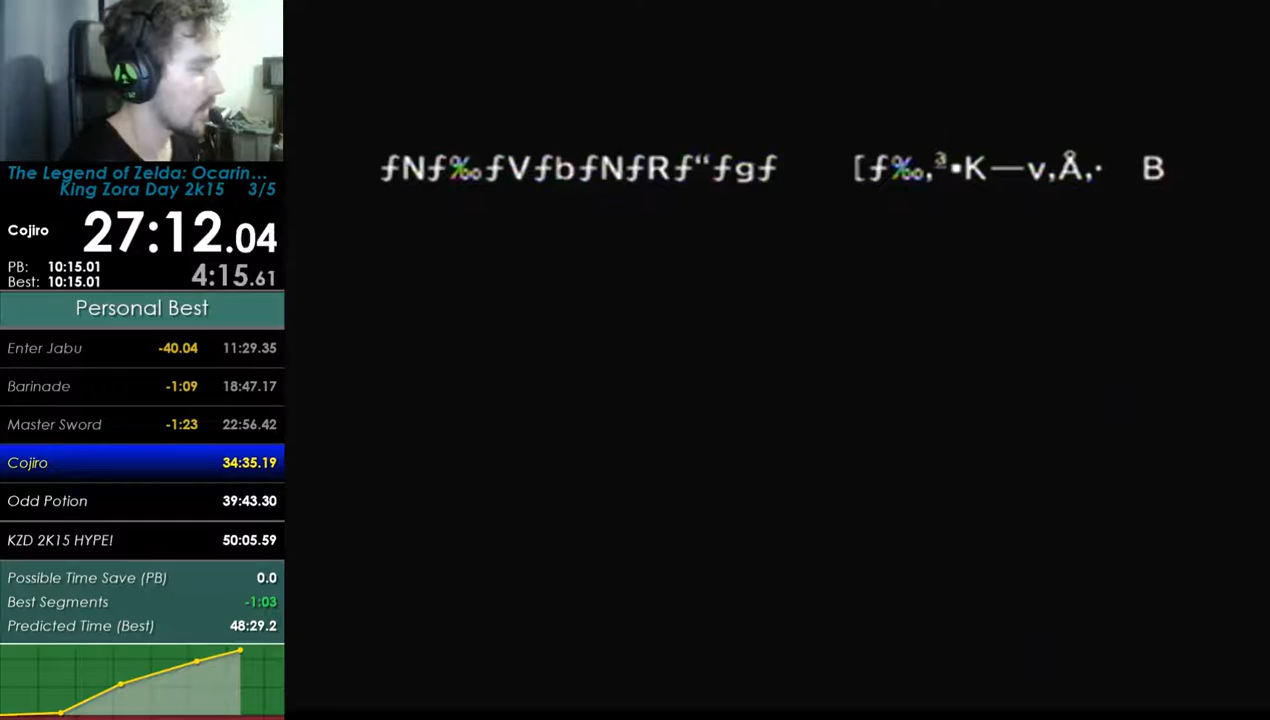 ƒNƒ‰ƒVƒbƒNƒRƒ“ƒgƒ [ƒ‰‚³•K—v‚Å‚· B
The Legend of Zelda: Ocarin...
King Zora Day 2k15 3/5
Cojiro 27:12.04
PB: 10:15.01 4:15.61
Best: 10:15.01
Personal Best
Enter Jabu -40.04 11:29.35
Barinade -1:09 18:47.17
Master Sword -1:23 22:56.42
Cojiro 34:35.19
Odd Potion 39:43.30
KZD 2K15 HYPE! 50:05.59
Possible Time Save (PB) 0.0
Best Segments -1:03
Predicted Time (Best) 48:29.2